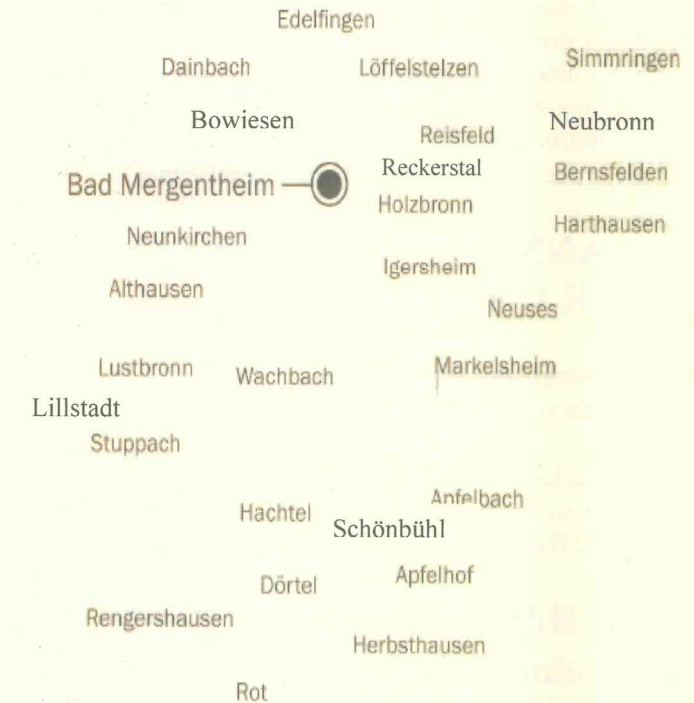 Edelfingen
Simmringen
Dainbach
Löffelstelzen
Bowiesen
Neubronn
Reisfeld
Reckerstal
Bernsfelden
Bad Mergentheim
Holzbronn
Harthausen
Neunkirchen
Igersheim
Althausen
Neuses
Lustbronn
Wachbach
Markelsheim
Lillstadt
Stuppach
Anfelbach
Hachtel
Schönbühl
Dörtel
Apfelhof
Rengershausen
Herbsthausen
Rot